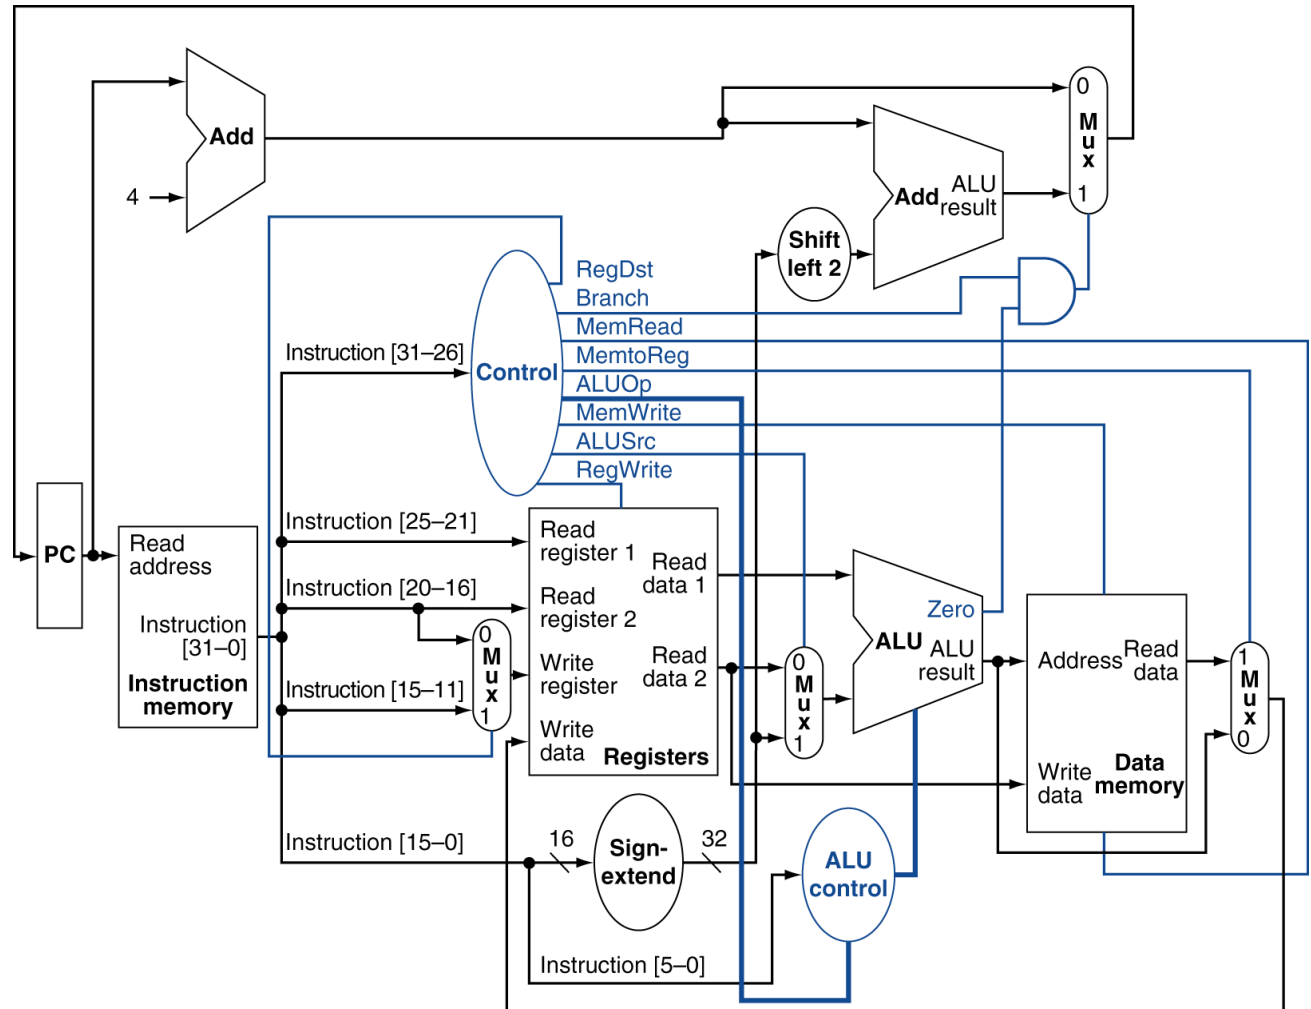 0
M
u
x
1
Add
4
Add
ALU
result
Shift
left 2
RegDst
Branch
MemRead
MemtoReg
ALUOp
MemWrite
ALUSrc
RegWrite
Control
Instruction [31–26]
Instruction [25–21]
Instruction [20–16]
Instruction [15–11]
Instruction [15–0]
Instruction [5–0]
PC
Read
address
Instruction
[31–0]
Instruction
memory
0
M
u
x
1
Read
register 1
Read
register 2
Write
register
Write
data
Read
data 1
Read
data 2
Registers
0
M
u
x
1
Zero
ALU
ALU
result
Address
Read
data
Write
data
Data
memory
1
M
u
x
0
16
Sign-
extend
32
ALU
control